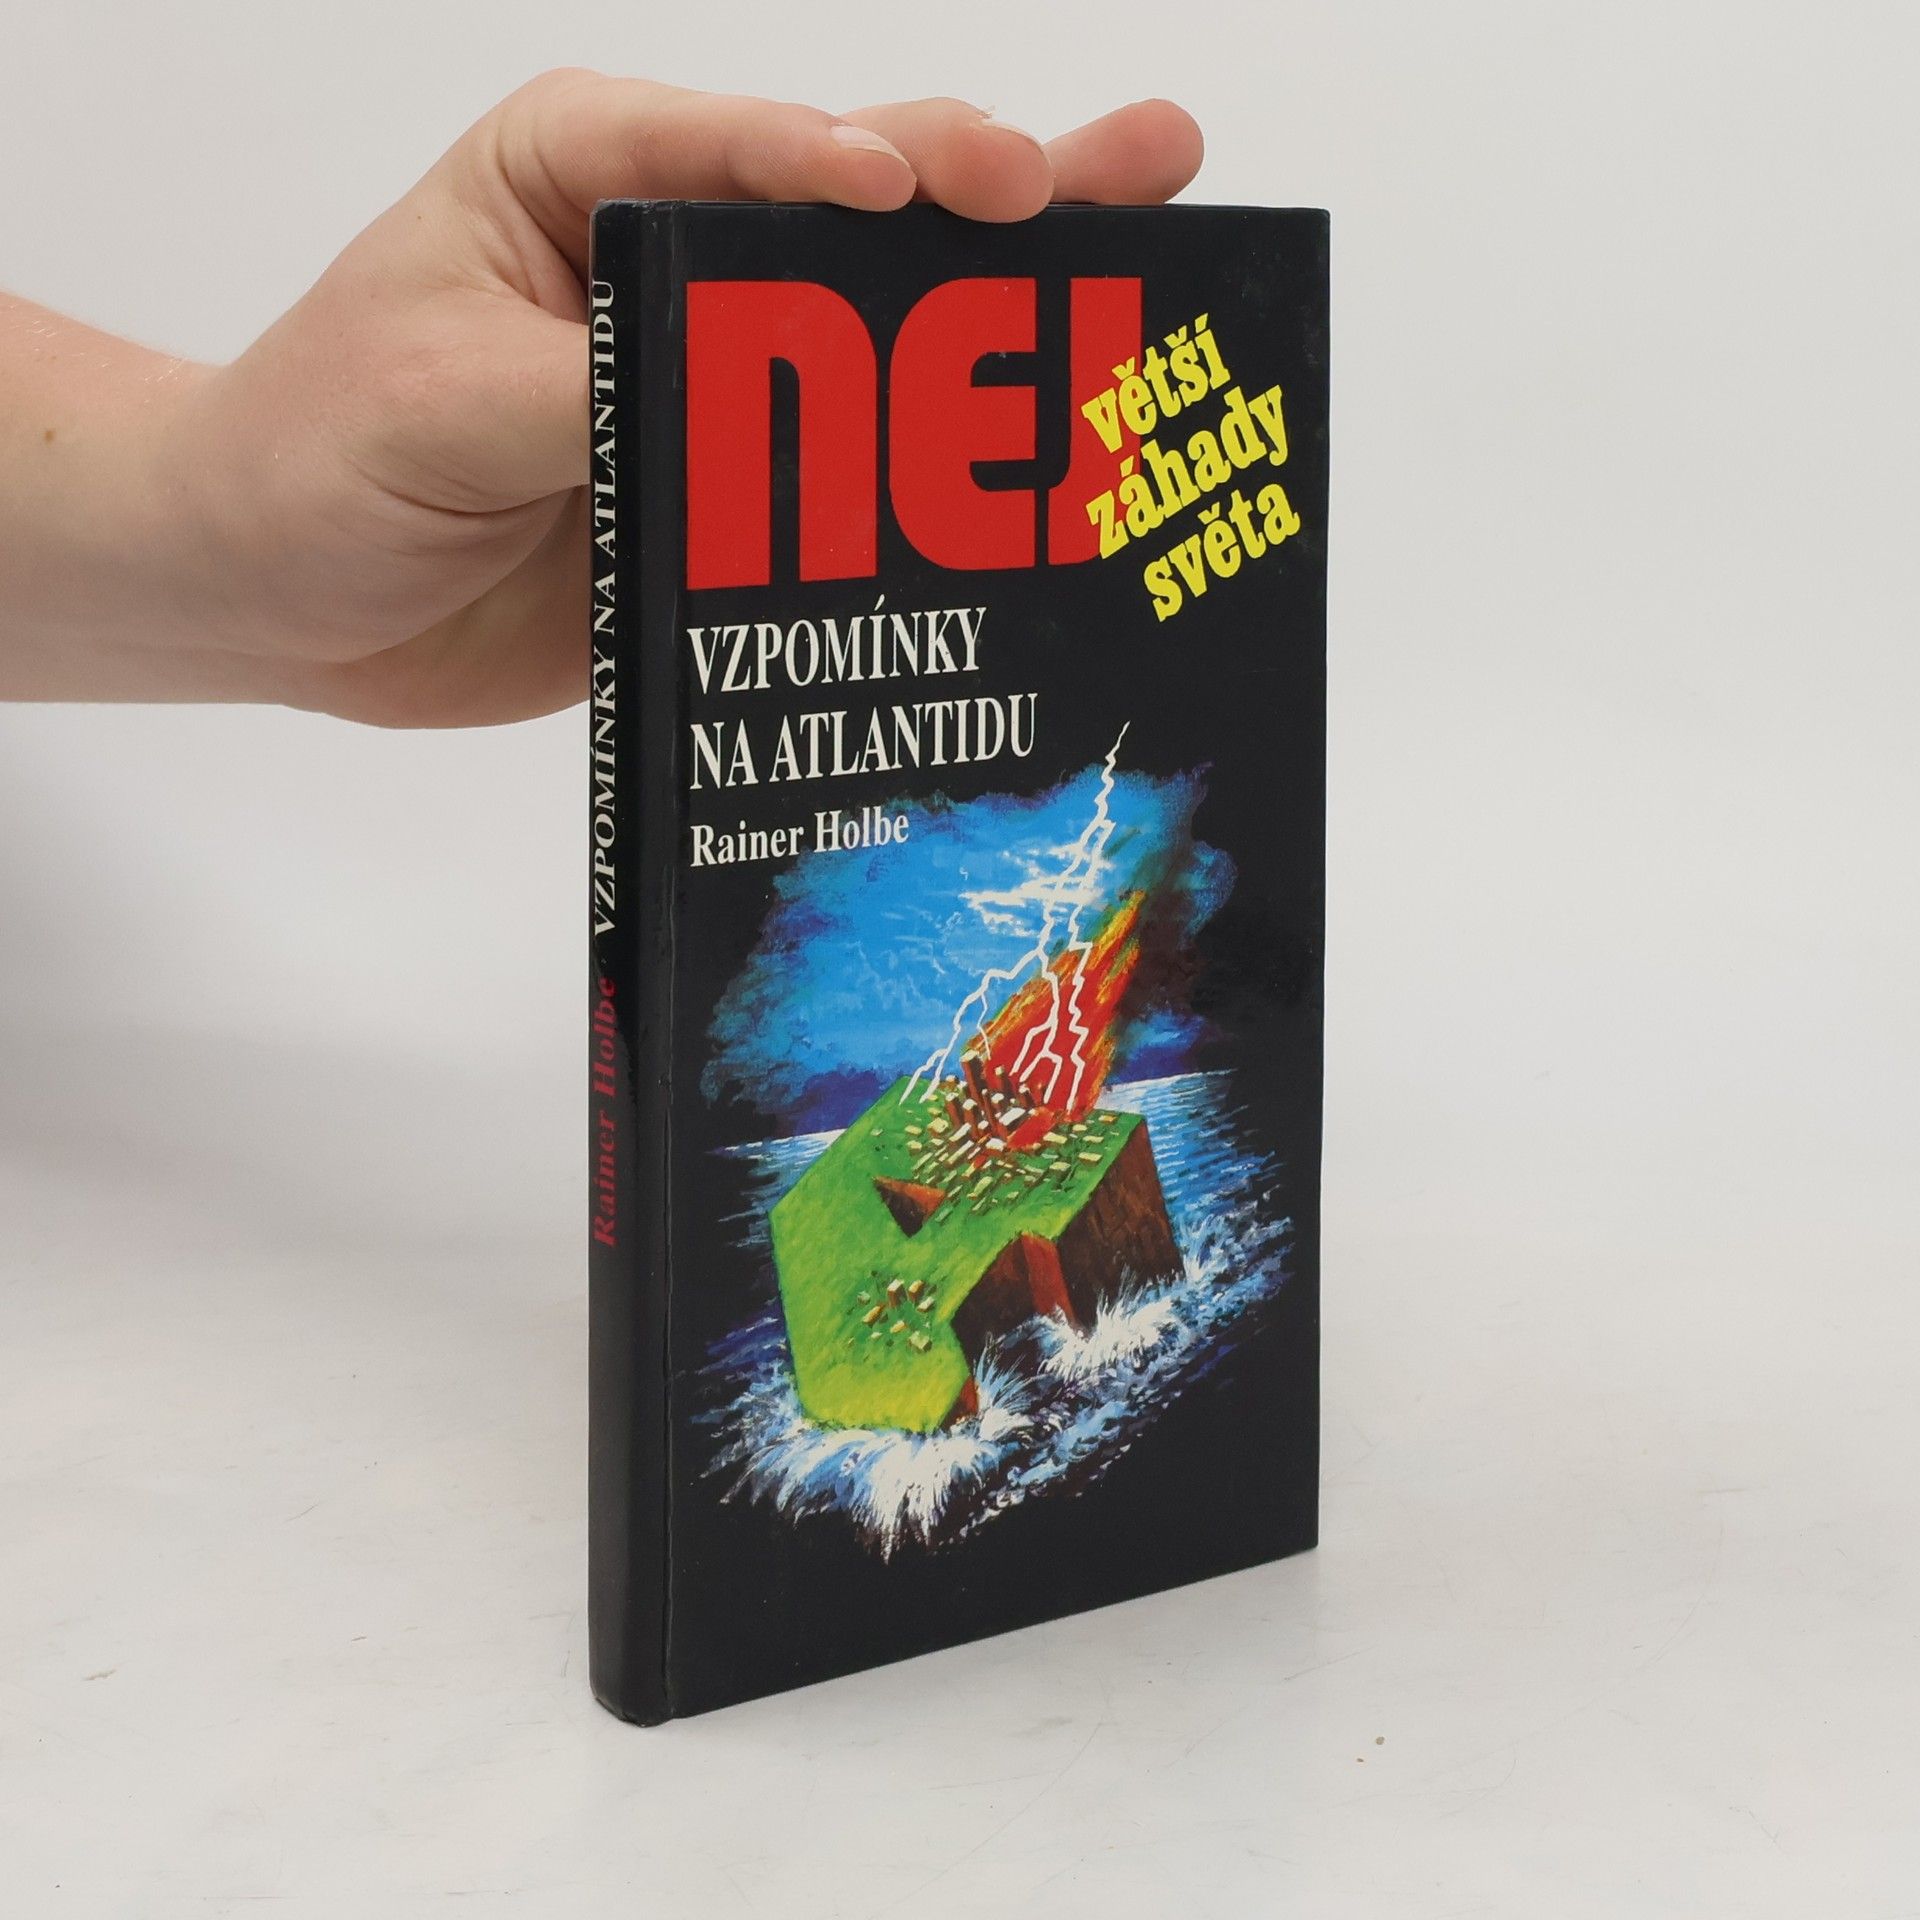 NEJ
větší
záhady
světa
VZPOMÍNKY
NA ATLANTIDU
Rainer Holbe
Rainer Holbe VZPOMÍNKY NA ATLANTIDU